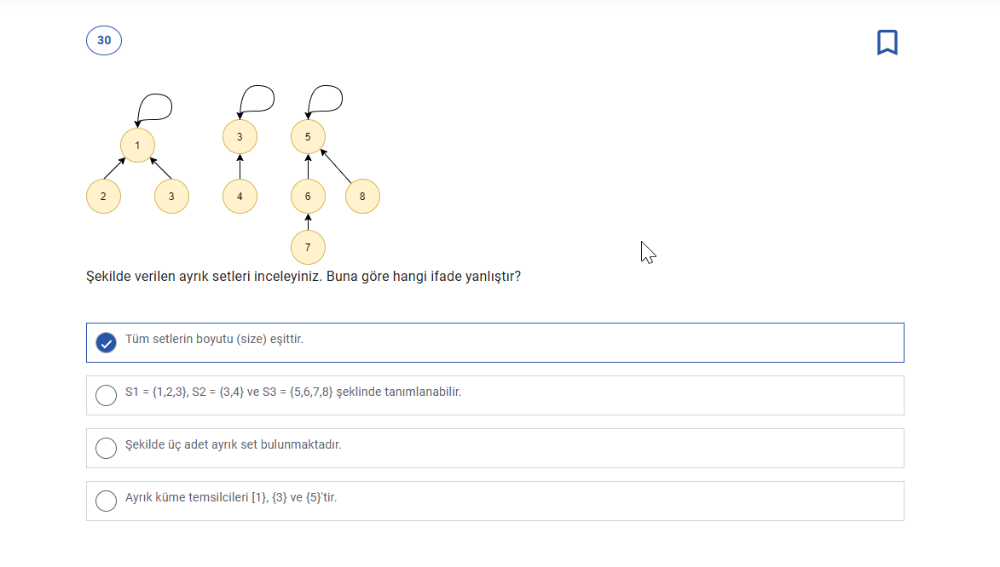 30
1
3
5
2
3
4
6
8
7
Şekilde verilen ayrık setleri inceleyiniz. Buna göre hangi ifade yanlıştır?
Tüm setlerin boyutu (size) eşittir.
S1 = {1,2,3}, S2 = {3,4} ve S3 = {5,6,7,8} şeklinde tanımlanabilir.
Şekilde üç adet ayrık set bulunmaktadır.
Ayrık küme temsilcileri [1}, {3} ve {5}'tir.